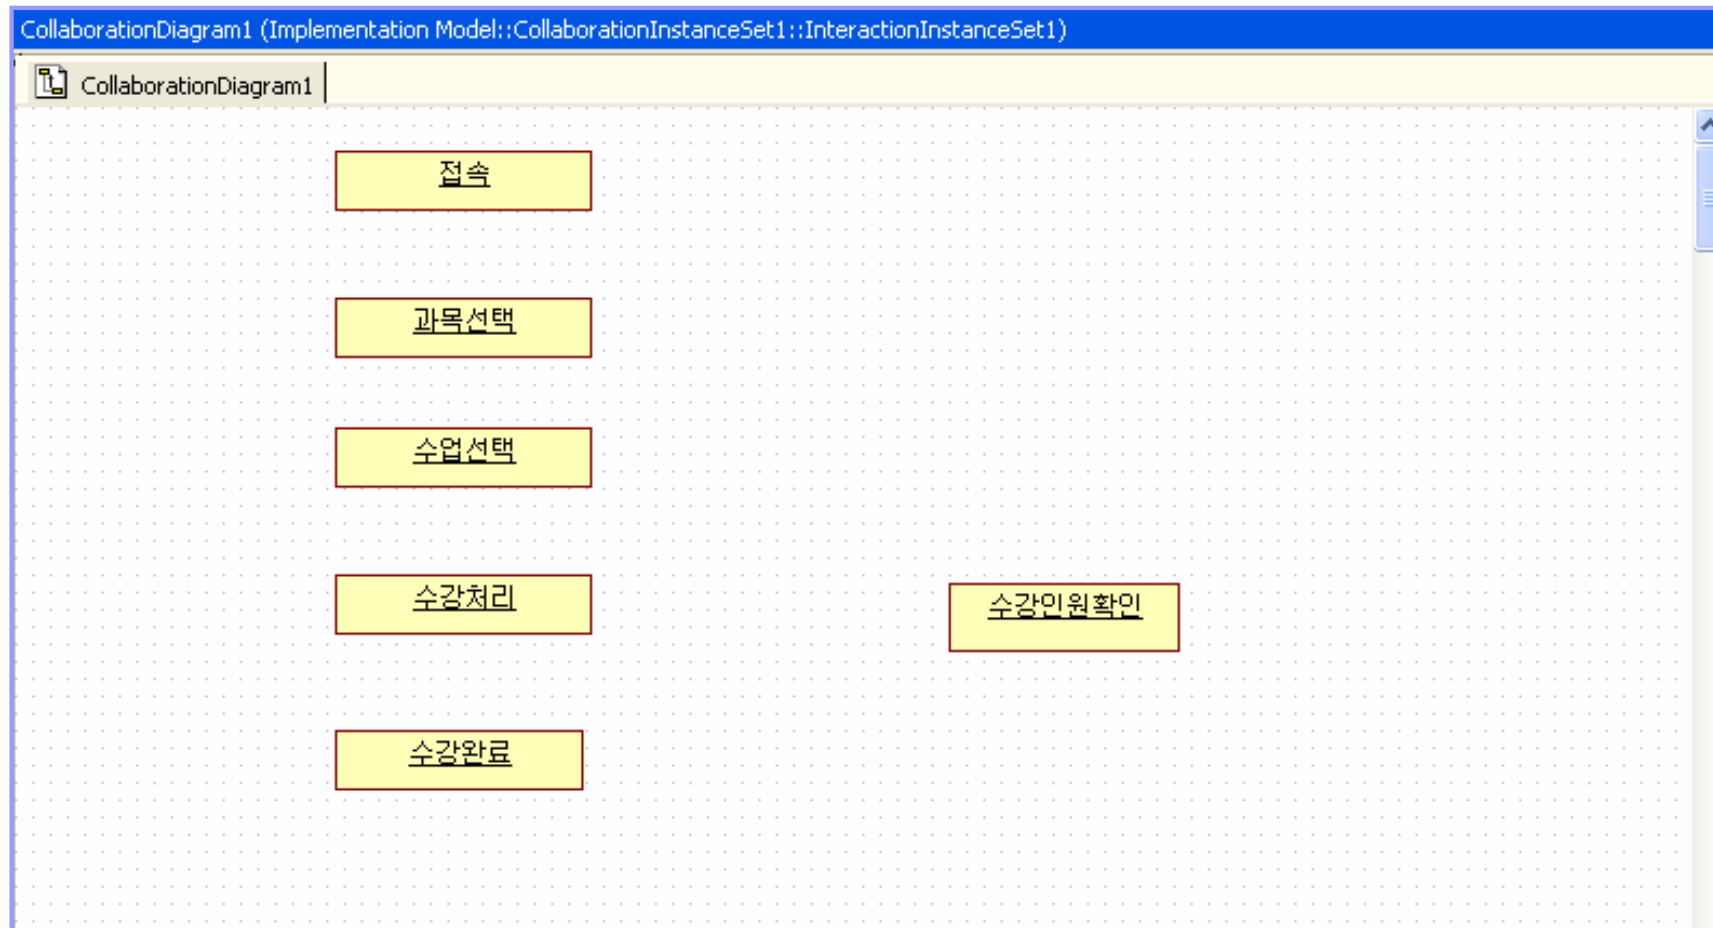 CollaborationDiagram1 (Implementation Model::CollaborationInstanceSet1::InteractionInstanceSet1)
CollaborationDiagram1
접속
과목선택
수업선택
수강처리
수강인원확인
수강완료